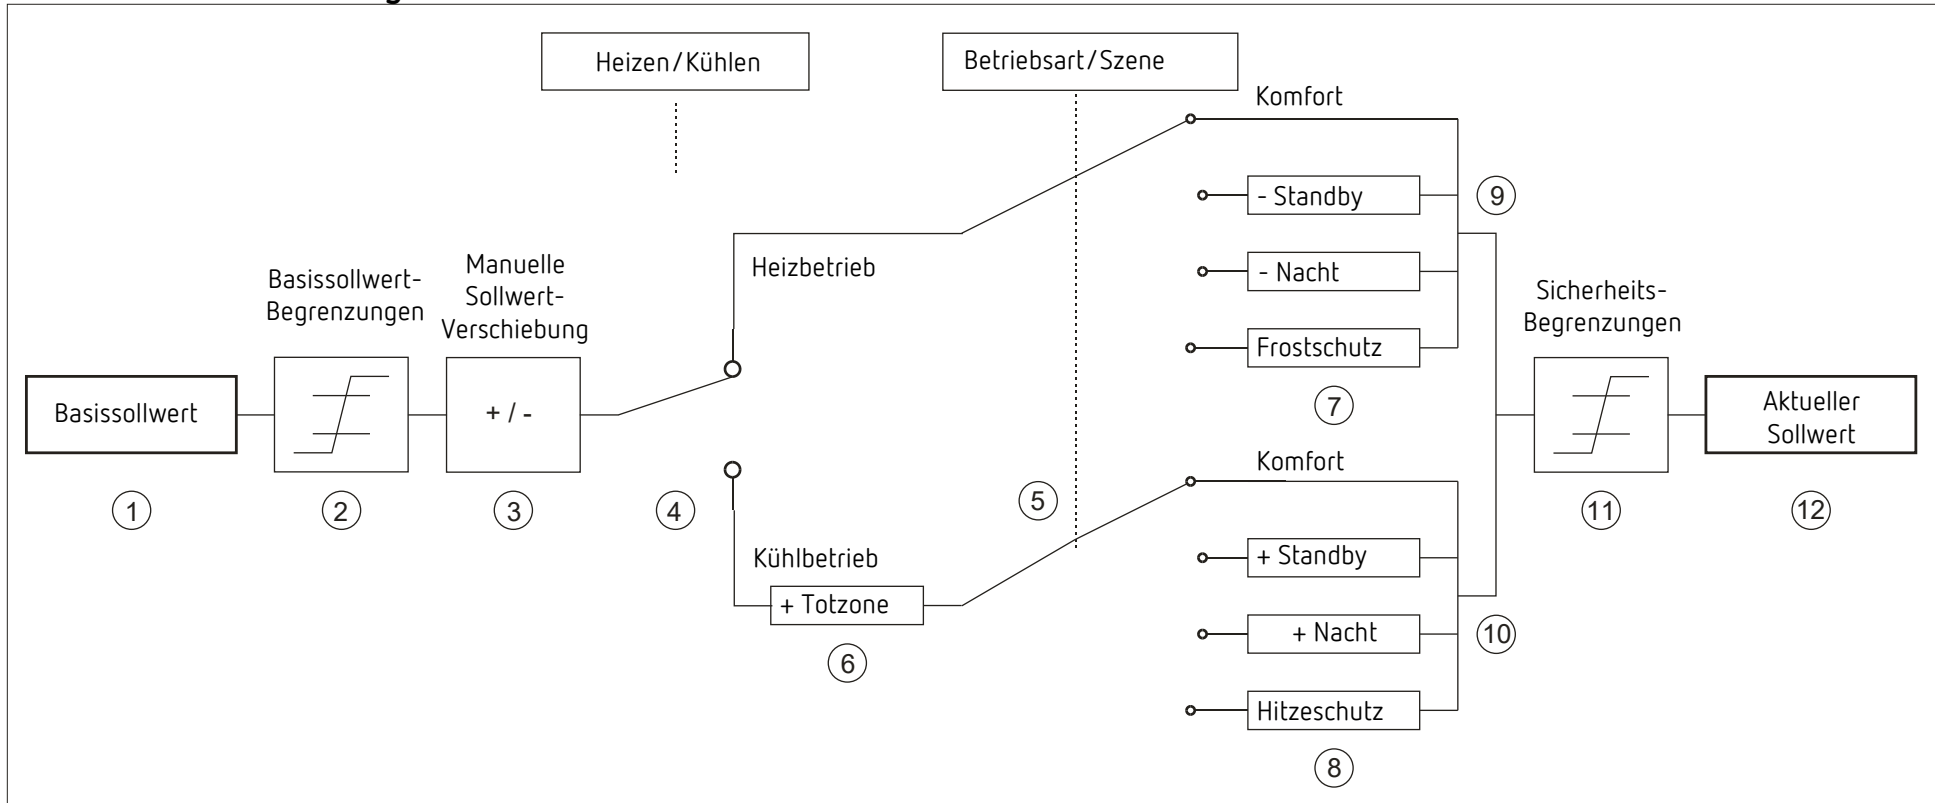 Heizen/Kühlen
Betriebsart/Szene
Komfort
- Standby
9
- Nacht
Heizbetrieb
Frostschutz
7
Basissollwert-
Begrenzungen
Manuelle
Sollwert-
Verschiebung
Sicherheits-
Begrenzungen
Basissollwert
+ / -
Aktueller
Sollwert
1
2
3
4
5
11
12
Komfort
Kühlbetrieb
+ Totzone
6
+ Standby
+ Nacht
10
Hitzeschutz
8